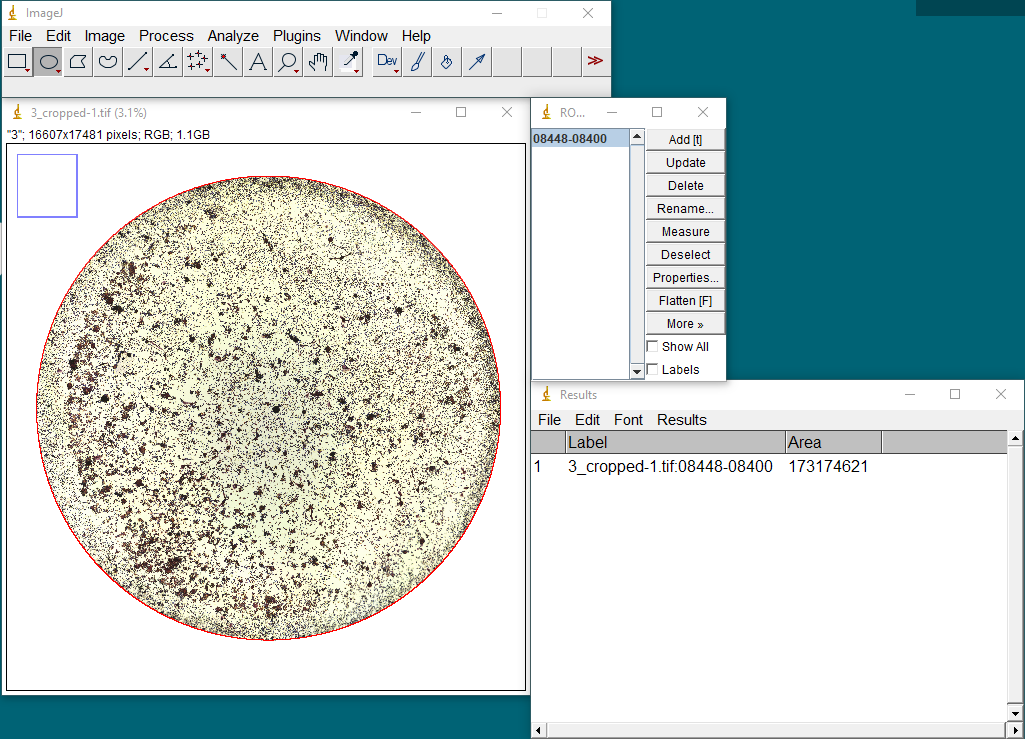 ImageJ
File Edit Image Process Analyze Plugins Window Help
Dev
3_cropped-1.tif (3.1%)
"3"; 16607x17481 pixels; RGB; 1.1GB
RO...
08448-08400
Add [t]
Update
Delete
Rename...
Measure
Deselect
Properties...
Flatten [F]
More »
Show All
Labels
Results
File Edit Font Results
Label Area
1 3_cropped-1.tif:08448-08400 173174621